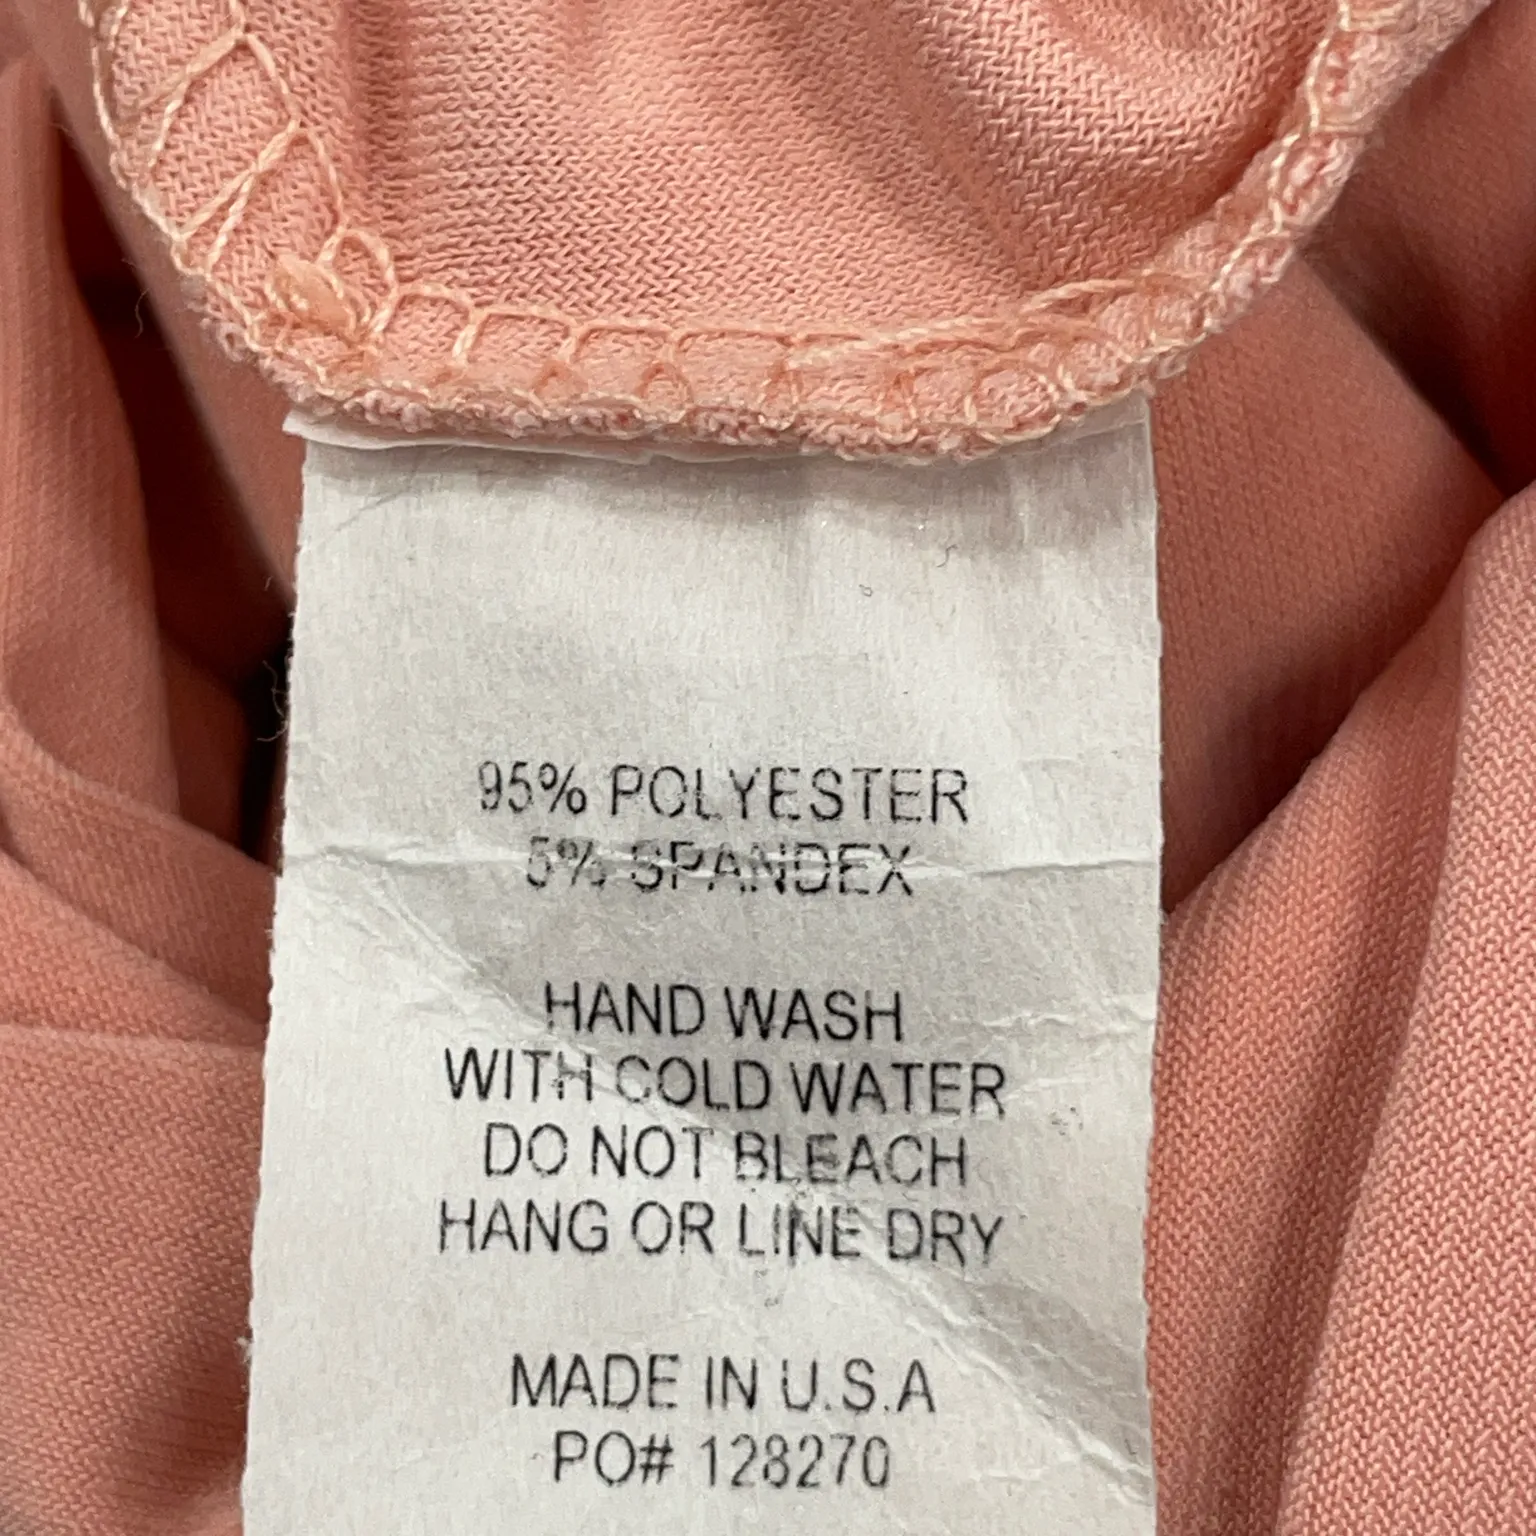 95% POLYESTER
5% SPANDEX
HAND WASH
WITH COLD WATER
DO NOT BLEACH
HANG OR LINE DRY
MADE IN U.S.A
PO# 128270